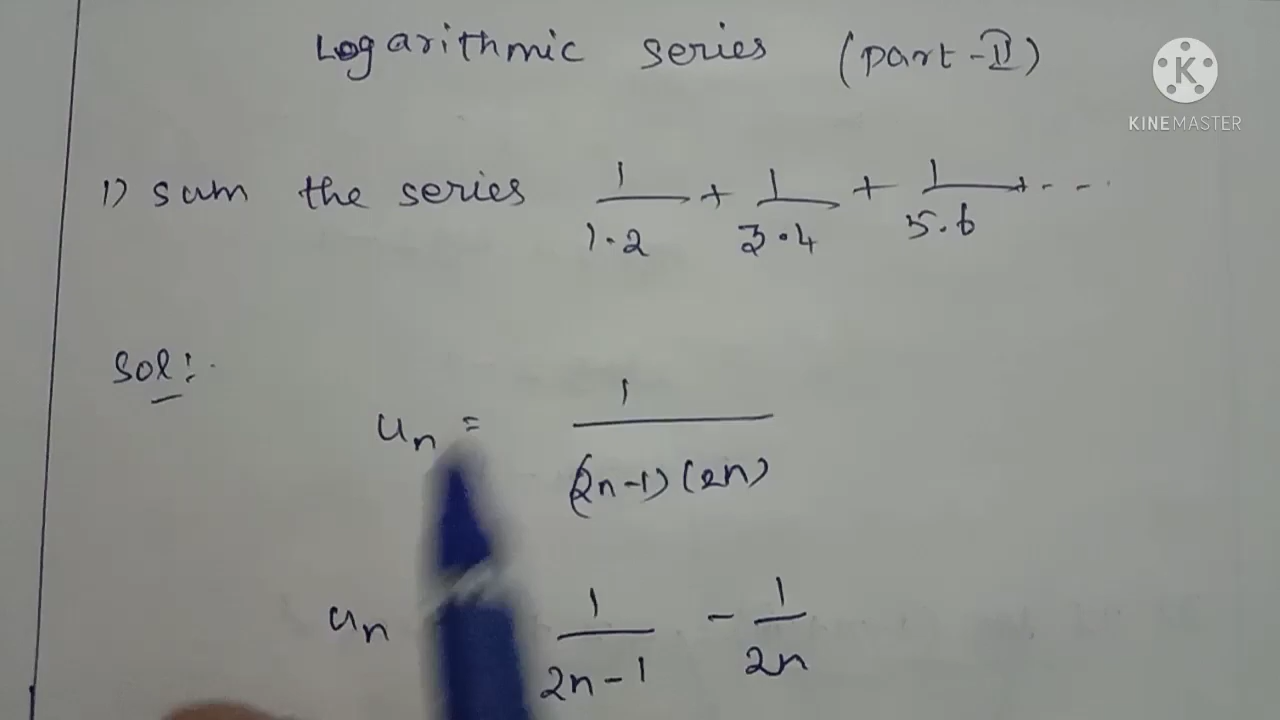 Logarithmic series (part-II)
KINEMASTER
1) sum the series 1/1.2 + 1/3.4 + 1/5.6 + - - .
Sol:.
un = 1/(2n-1)(2n)
un 1/2n-1 - 1/2n